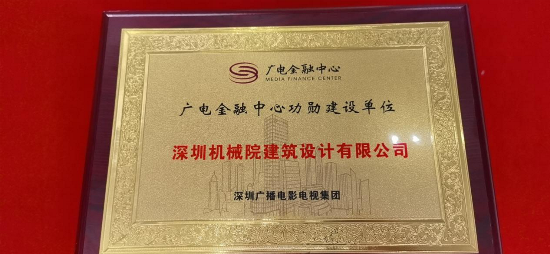 广电金融中心
MEDIA FINANCE CENTER
广电金融中心功勋建设单位
深圳机械院建筑设计有限公司
深圳广播电影电视集团